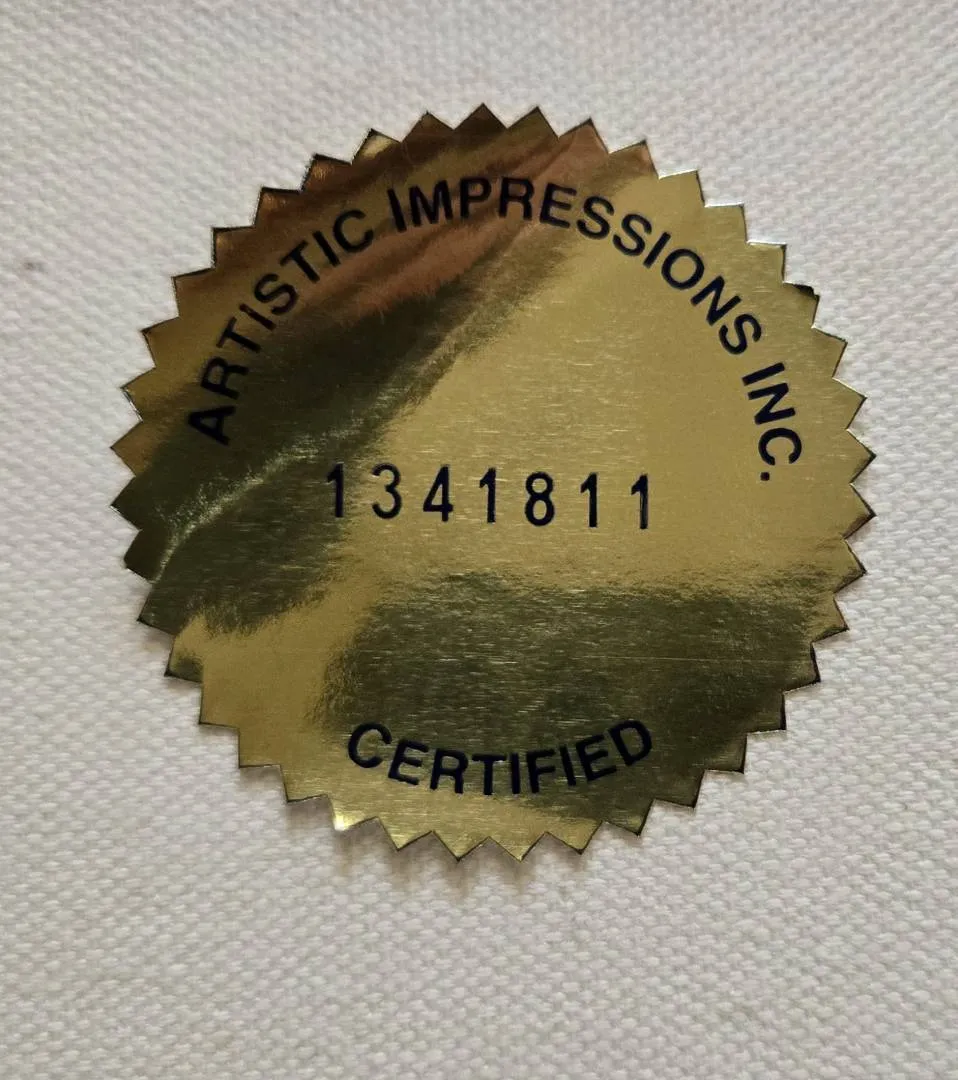 ARTISTIC IMPRESSIONS INC.
1341811
CERTIFIED